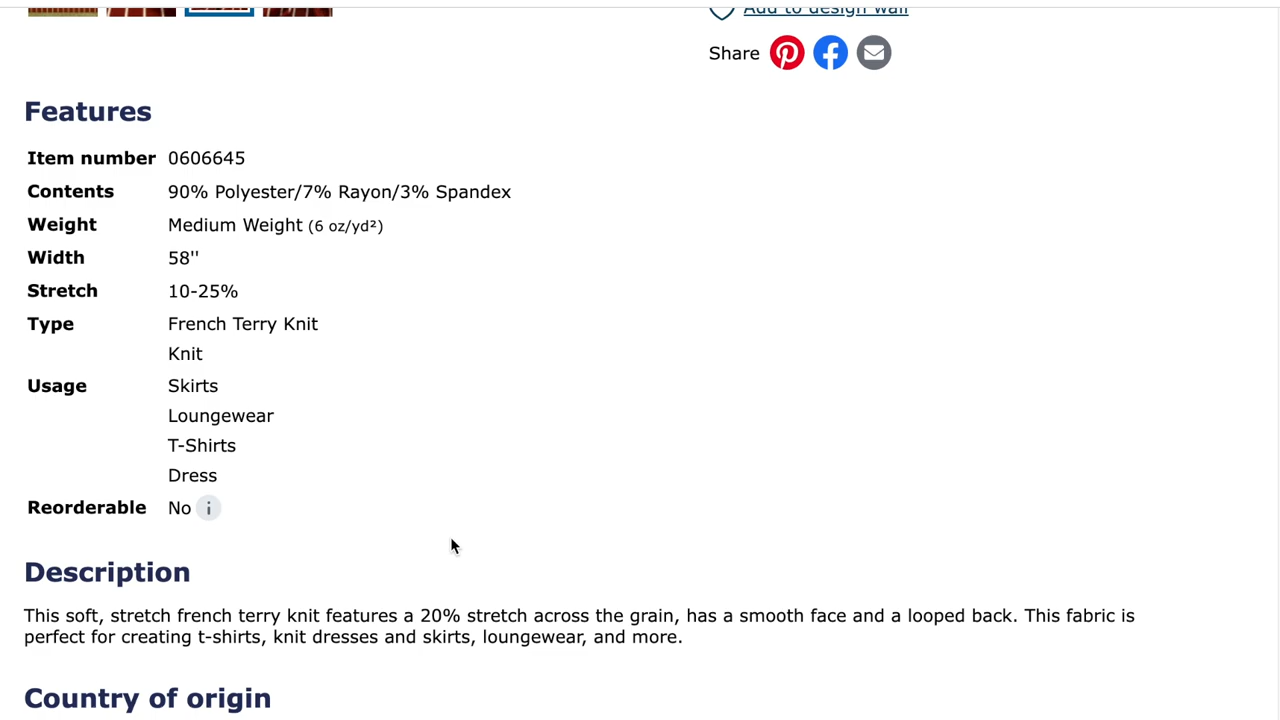 Add to design wall
Share
Features
Item number 0606645
Contents 90% Polyester/7% Rayon/3% Spandex
Weight Medium Weight (6 oz/yd²)
Width 58''
Stretch 10-25%
Type French Terry Knit
Knit
Usage Skirts
Loungewear
T-Shirts
Dress
Reorderable No i
Description
This soft, stretch french terry knit features a 20% stretch across the grain, has a smooth face and a looped back. This fabric is
perfect for creating t-shirts, knit dresses and skirts, loungewear, and more.
Country of origin